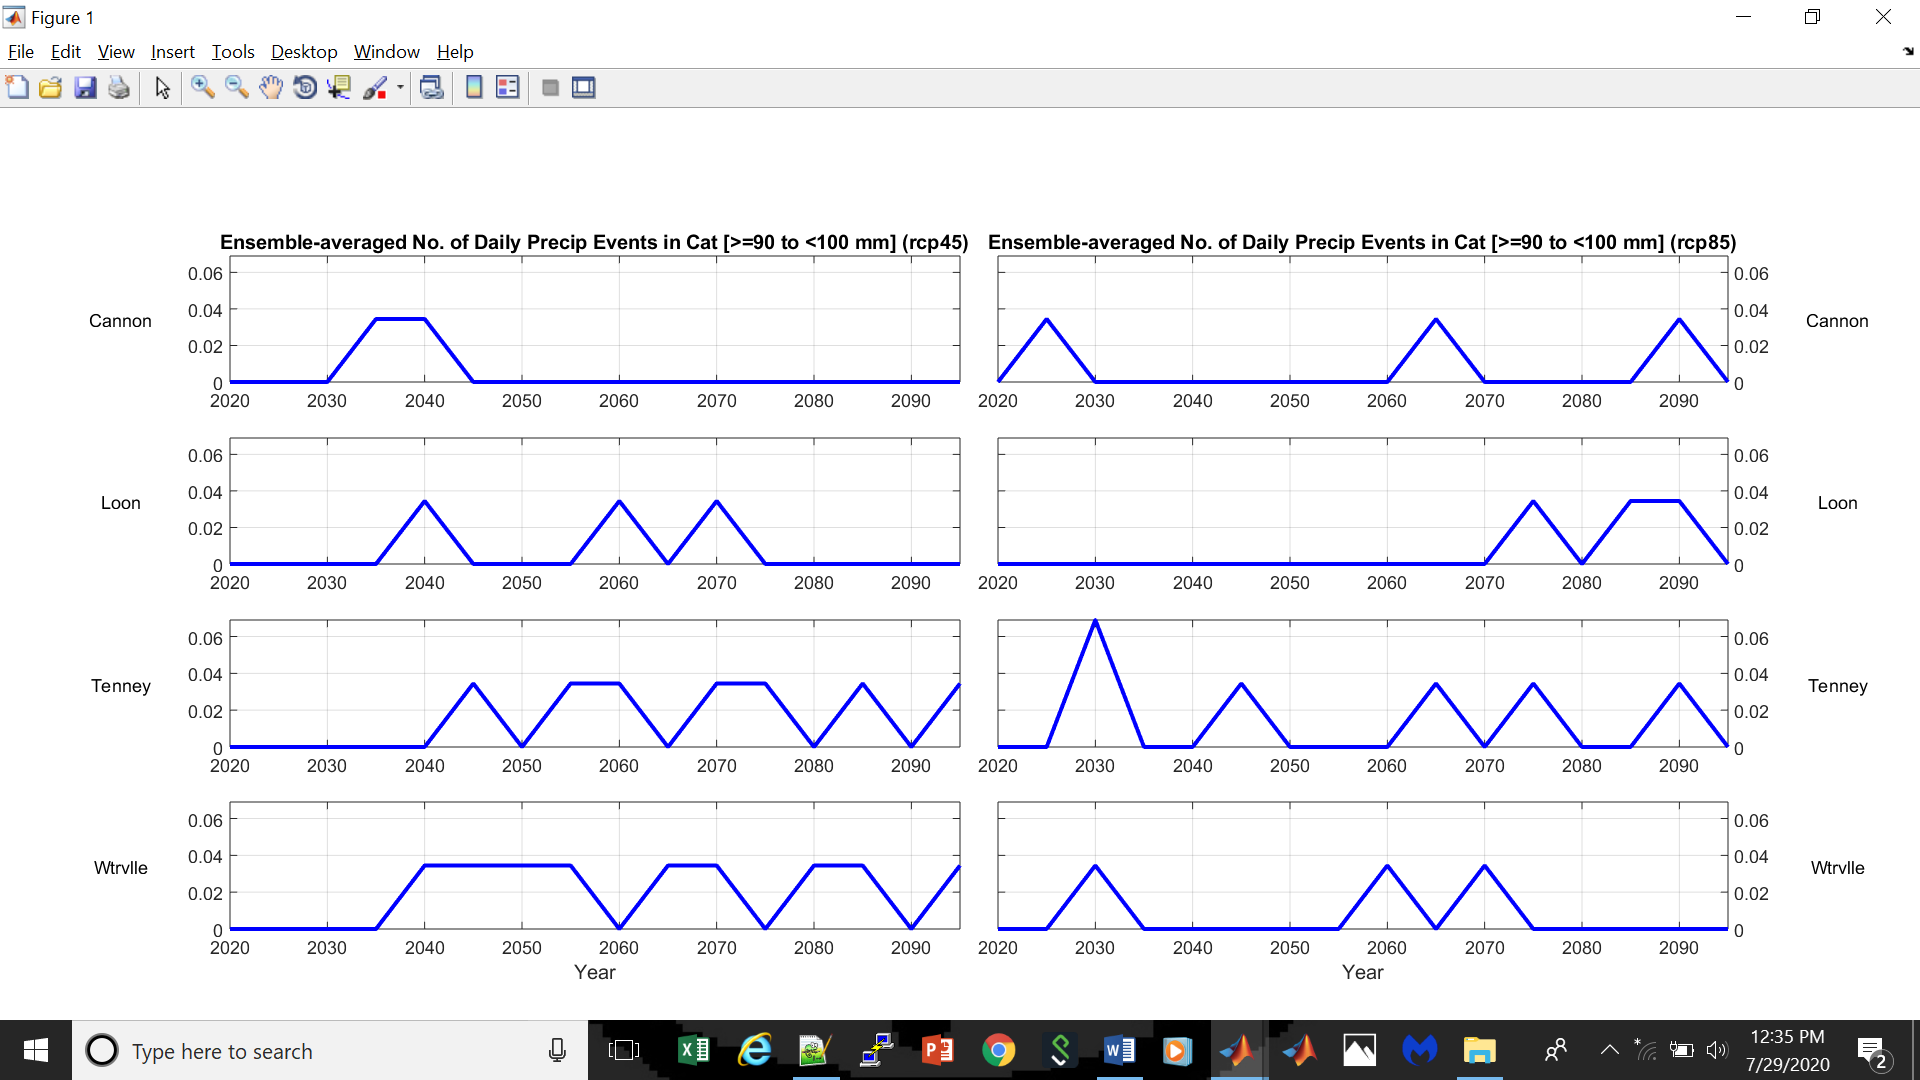 Figure 1
File Edit View Insert Tools Desktop Window Help
Ensemble-averaged No. of Daily Precip Events in Cat [>=90 to <100 mm] (rcp45)
Ensemble-averaged No. of Daily Precip Events in Cat [>=90 to <100 mm] (rcp85)
Cannon
0.06
0.04
0.02
0
2020 2030 2040 2050 2060 2070 2080 2090
0.06
0.04
0.02
0
2020 2030 2040 2050 2060 2070 2080 2090
Cannon
Loon
0.06
0.04
0.02
0
2020 2030 2040 2050 2060 2070 2080 2090
0.06
0.04
0.02
0
2020 2030 2040 2050 2060 2070 2080 2090
Loon
Tenney
0.06
0.04
0.02
0
2020 2030 2040 2050 2060 2070 2080 2090
0.06
0.04
0.02
0
2020 2030 2040 2050 2060 2070 2080 2090
Tenney
Wtrvlle
0.06
0.04
0.02
0
2020 2030 2040 2050 2060 2070 2080 2090
Year
0.06
0.04
0.02
0
2020 2030 2040 2050 2060 2070 2080 2090
Year
Wtrvlle
Type here to search
12:35 PM
7/29/2020
2